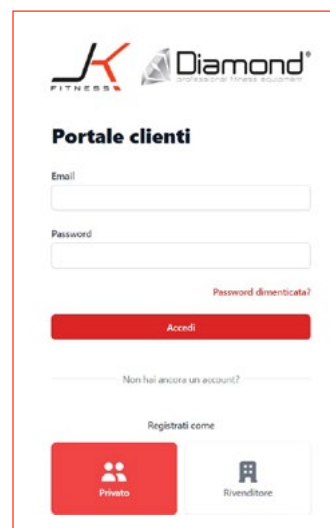 JK
FITNESS
Diamond®
professional fitness equipment
Portale clienti
Email
Password
Password dimenticata?
Accedi
Non hai ancora un account?
Registrati come
Privato
Rivenditore